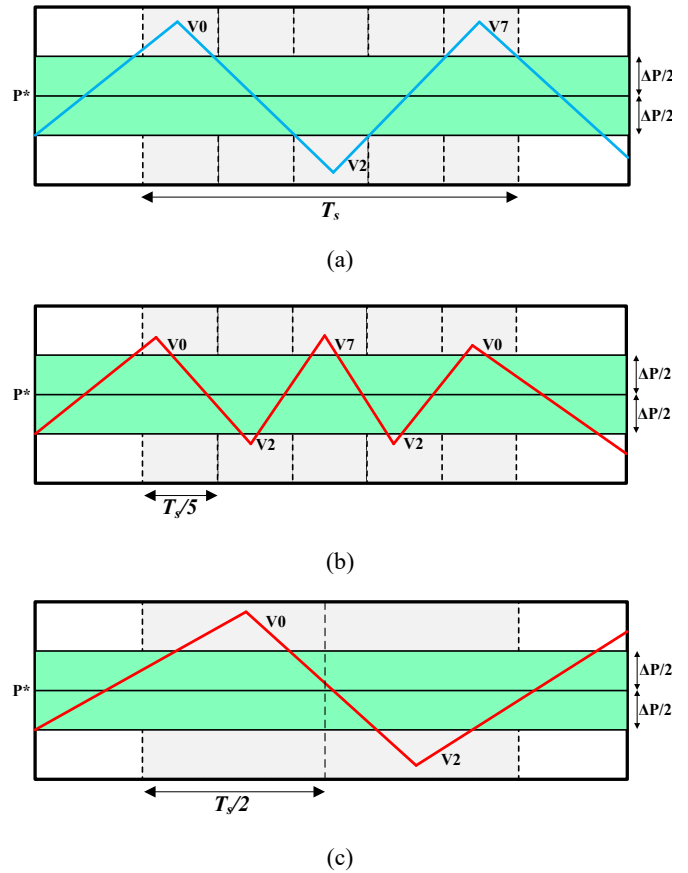 V0
V7
P*
ΔP/2
ΔP/2
V2
Ts
(a)
V0
V7
V0
P*
ΔP/2
ΔP/2
V2
V2
Ts/5
(b)
V0
P*
ΔP/2
ΔP/2
V2
Ts/2
(c)